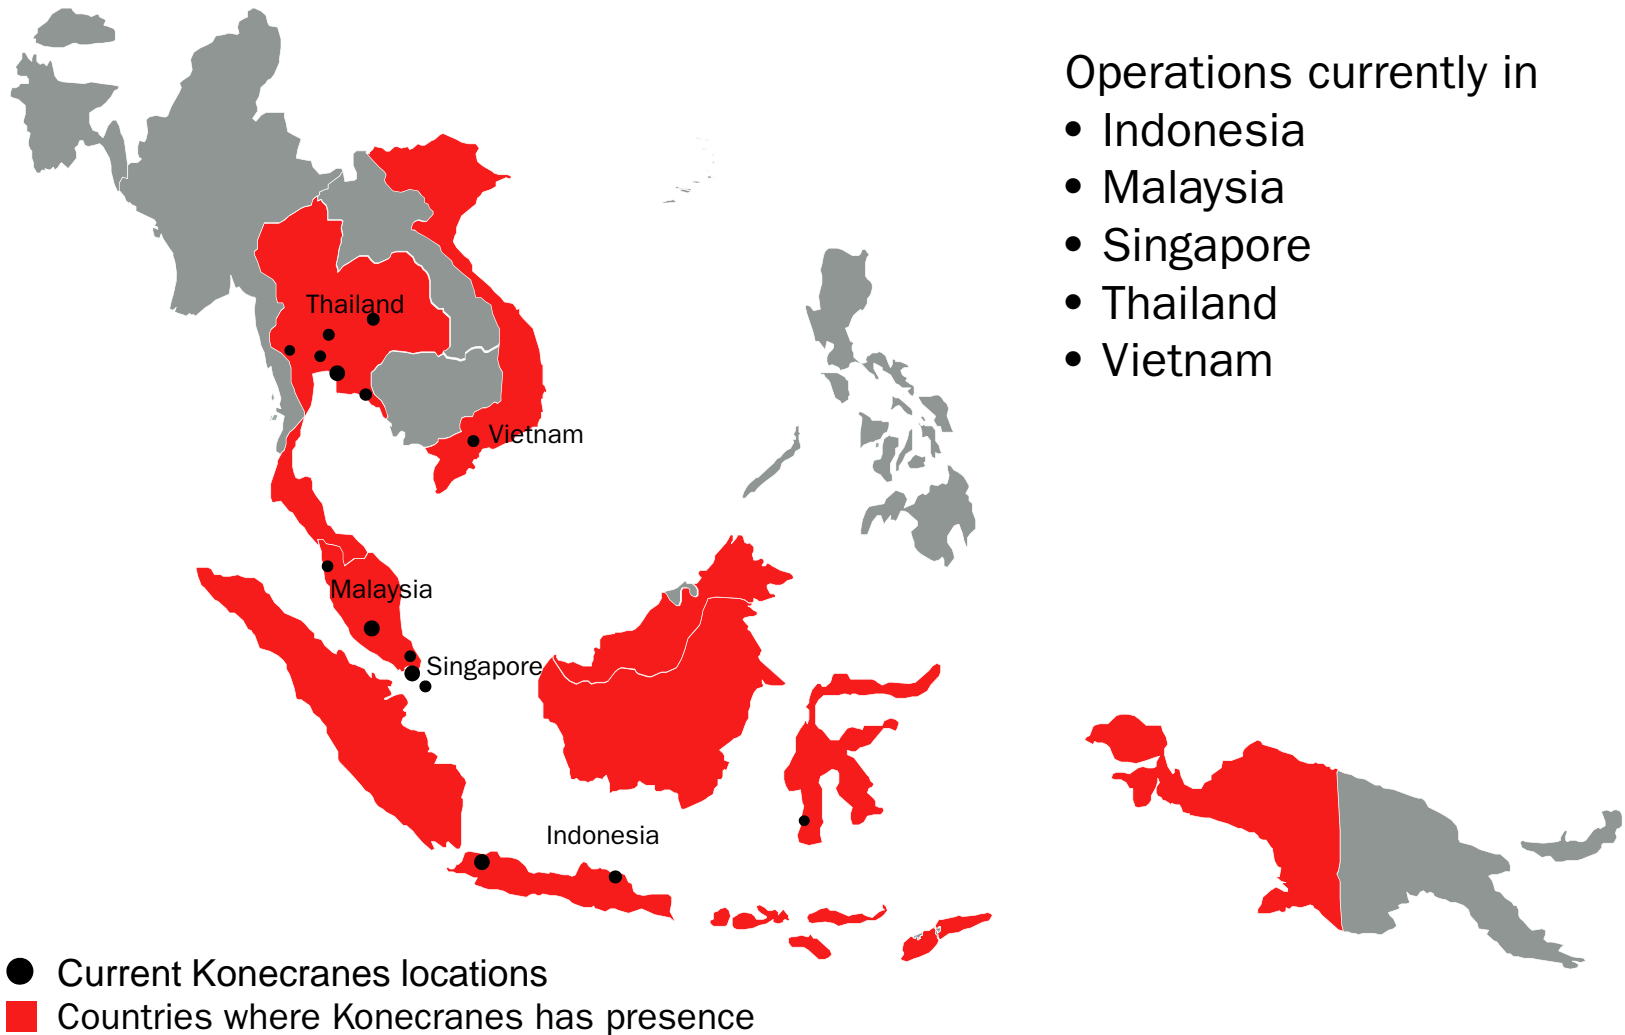 Operations currently in
• Indonesia
• Malaysia
• Singapore
• Thailand
• Vietnam
Thailand
Vietnam
Malaysia
Singapore
Indonesia
Current Konecranes locations
Countries where Konecranes has presence